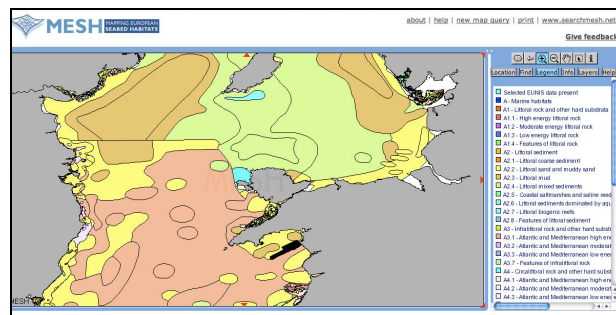 MESH MAPPING EUROPEAN
SEABED HABITATS
about | help | new map query | print | www.searchmesh.net
Give feedback
Location Find Legend Info Layers Help
Selected EUNIS data present
A - Marine habitats
A1 - Littoral rock and other hard substrata
A1.1 - High energy littoral rock
A1.2 - Moderate energy littoral rock
A1.3 - Low energy littoral rock
A1.4 - Features of littoral rock
A2 - Littoral sediment
A2.1 - Littoral coarse sediment
A2.2 - Littoral sand and muddy sand
A2.3 - Littoral mud
A2.4 - Littoral mixed sediments
A2.5 - Coastal saltmarshes and saline reed
A2.6 - Littoral sediments dominated by aqu
A2.7 - Littoral biogenic reefs
A2.8 - Features of littoral sediment
A3 - Infralittoral rock and other hard subst
A3.1 - Atlantic and Mediterranean high ene
A3.2 - Atlantic and Mediterranean moderat
A3.3 - Atlantic and Mediterranean low ene
A3.7 - Features of infralittoral rock
A4 - Circalittoral rock and other hard subst
A4.1 - Atlantic and Mediterranean high en
A4.2 - Atlantic and Mediterranean moderat
A4.3 - Atlantic and Mediterranean low ene
MESH
MESH